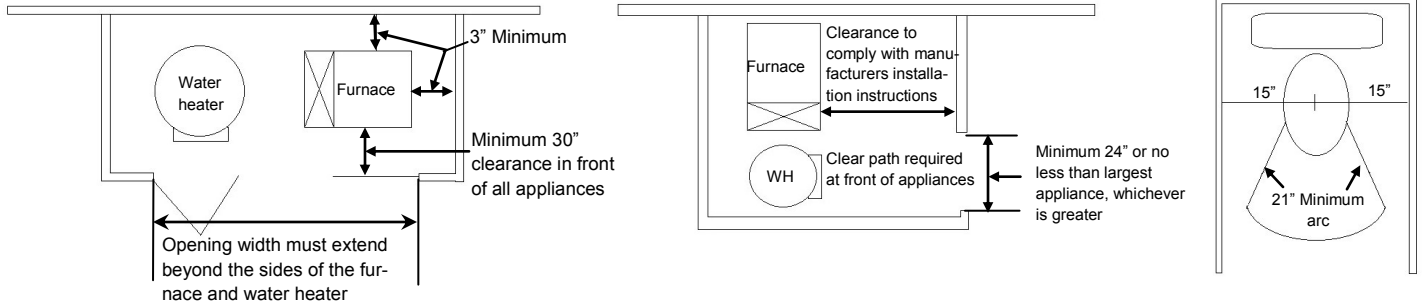 3” Minimum
Water
heater
Furnace
Minimum 30”
clearance in front
of all appliances
Opening width must extend
beyond the sides of the fur-
nace and water heater
Furnace
Clearance to
comply with manu-
facturers installa-
tion instructions
WH
Clear path required
at front of appliances
Minimum 24” or no
less than largest
appliance, whichever
is greater
15” 15”
21” Minimum
arc